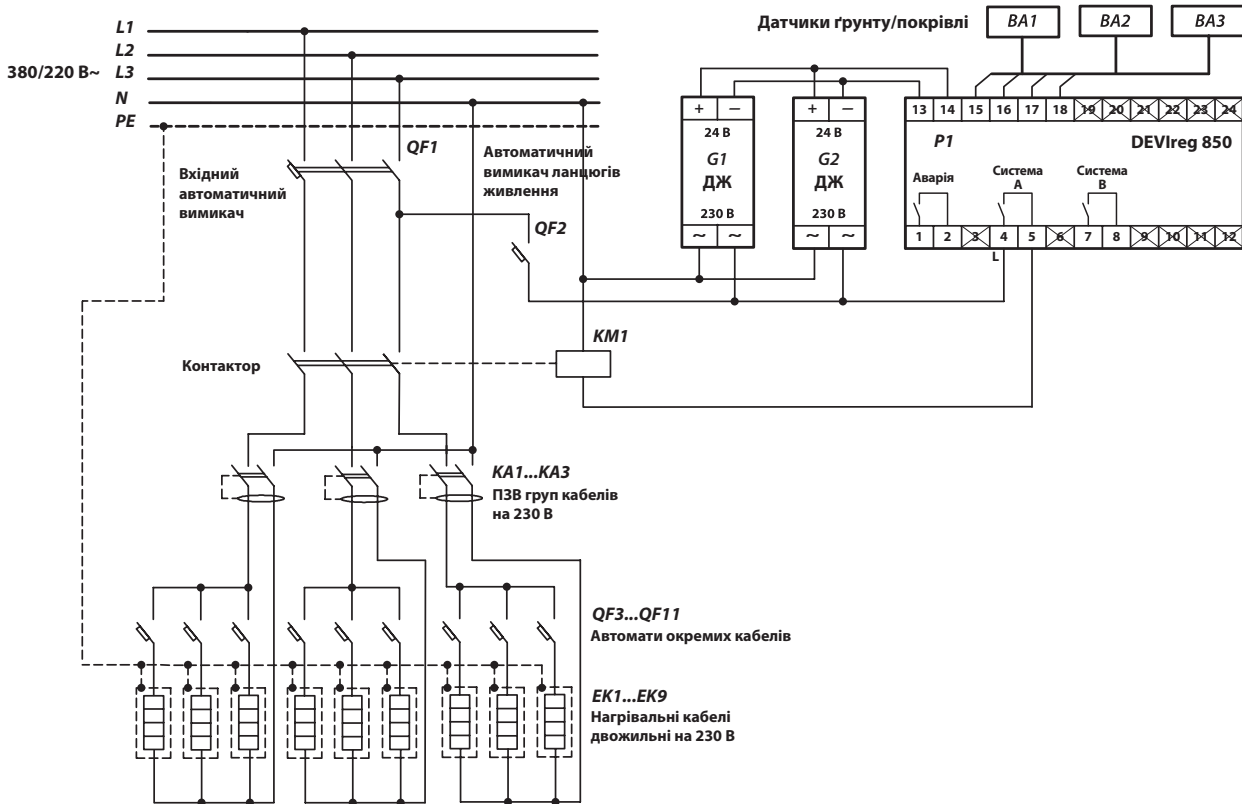 L1
L2
380/220 В~
L3
N
PE
Датчики ґрунту/покрівлі
BA1
BA2
BA3
QF1
Вхідний
автоматичний
вимикач
Автоматичний
вимикач ланцюгів
живлення
QF2
+ −
24 В
G1
ДЖ
230 В
~ ~
+ −
24 В
G2
ДЖ
230 В
~ ~
13 14 15 16 17 18 19 20 21 22 23 24
P1
DEVIreg 850
Аварія
Система
А
Система
В
1 2 3 4 5 6 7 8 9 10 11 12
L
KM1
Контактор
KA1...KA3
ПЗВ груп кабелів
на 230 В
QF3...QF11
Автомати окремих кабелів
EK1...EK9
Нагрівальні кабелі
двожильні на 230 В